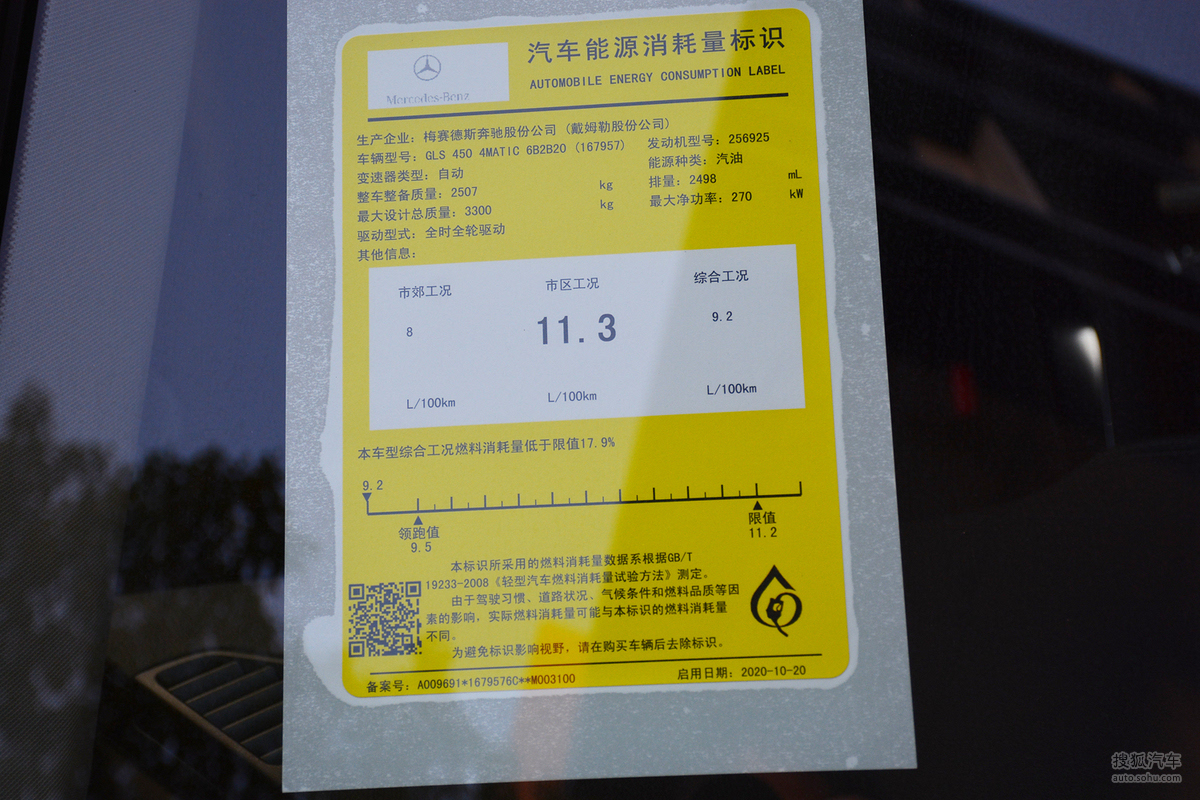 Mercedes-Benz
汽车能源消耗量标识
AUTOMOBILE ENERGY CONSUMPTION LABEL
生产企业：梅赛德斯奔驰股份公司 (戴姆勒股份公司)
车辆型号：GLS 450 4MATIC 6B2B20 (167957) 发动机型号：256925
变速器类型：自动 能源种类：汽油
整车整备质量：2507 kg 排量：2498 mL
最大设计总质量：3300 kg 最大净功率：270 kW
驱动型式：全时全轮驱动
其他信息：
市郊工况 市区工况 综合工况
8 11.3 9.2
L/100km L/100km L/100km
本车型综合工况燃料消耗量低于限值17.9%
9.2
领跑值 限值
9.5 11.2
本标识所采用的燃料消耗量数据系根据GB/T
19233-2008《轻型汽车燃料消耗量试验方法》测定。
由于驾驶习惯、道路状况、气候条件和燃料品质等因
素的影响，实际燃料消耗量可能与本标识的燃料消耗量
不同。
为避免标识影响视野，请在购买车辆后去除标识。
备案号：A009691*1679576C**M003100 启用日期：2020-10-20
搜狐汽车
auto.sohu.com